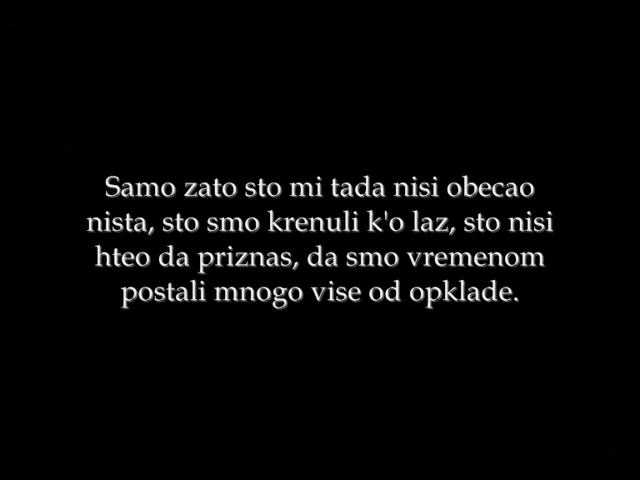 Samo zato sto mi tada nisi obecao
nista, sto smo krenuli k'o laz, sto nisi
hteo da priznas, da smo vremenom
postali mnogo vise od opklade.